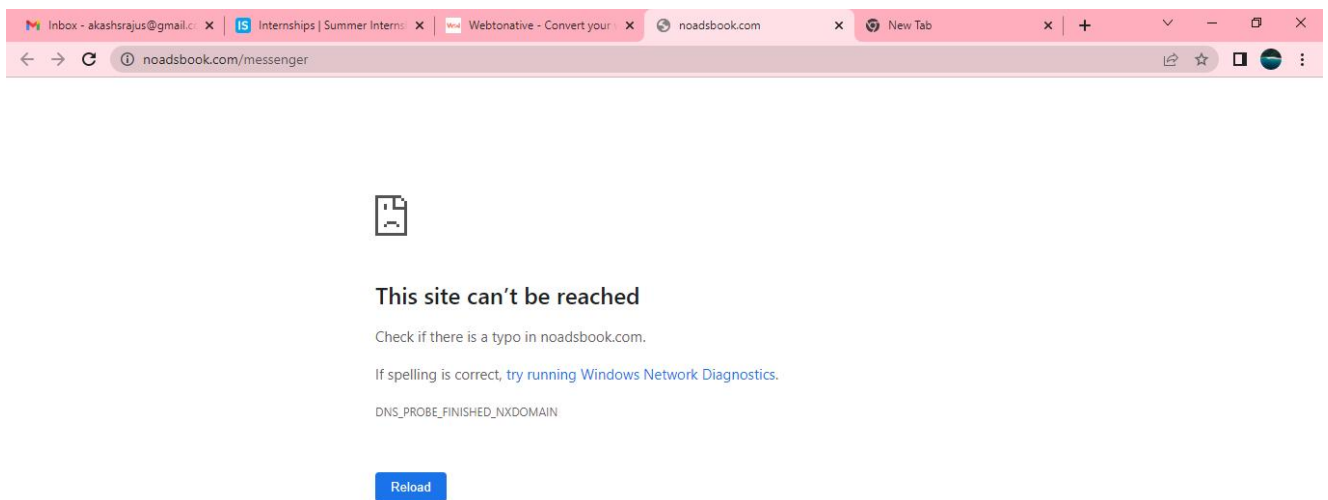 Inbox - akashsrajus@gmail.c
IS Internships | Summer Interns
Webtonative - Convert your
noadsbook.com
New Tab
noadsbook.com/messenger
This site can't be reached
Check if there is a typo in noadsbook.com.
If spelling is correct, try running Windows Network Diagnostics.
DNS_PROBE_FINISHED_NXDOMAIN
Reload